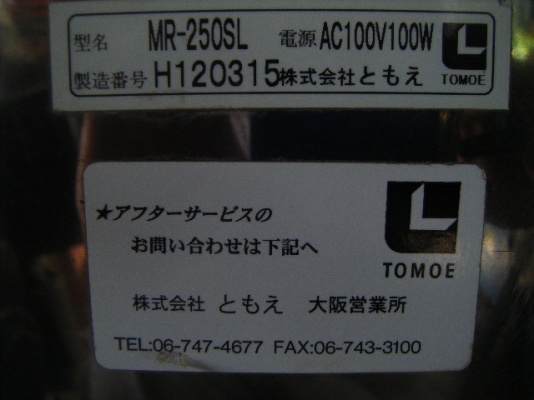 型名 MR-250SL 電源 AC100V100W
製造番号 H120315 株式会社ともえ TOMOE
★アフターサービスの
お問い合わせは下記へ
TOMOE
株式会社 ともえ 大阪営業所
TEL:06-747-4677 FAX:06-743-3100